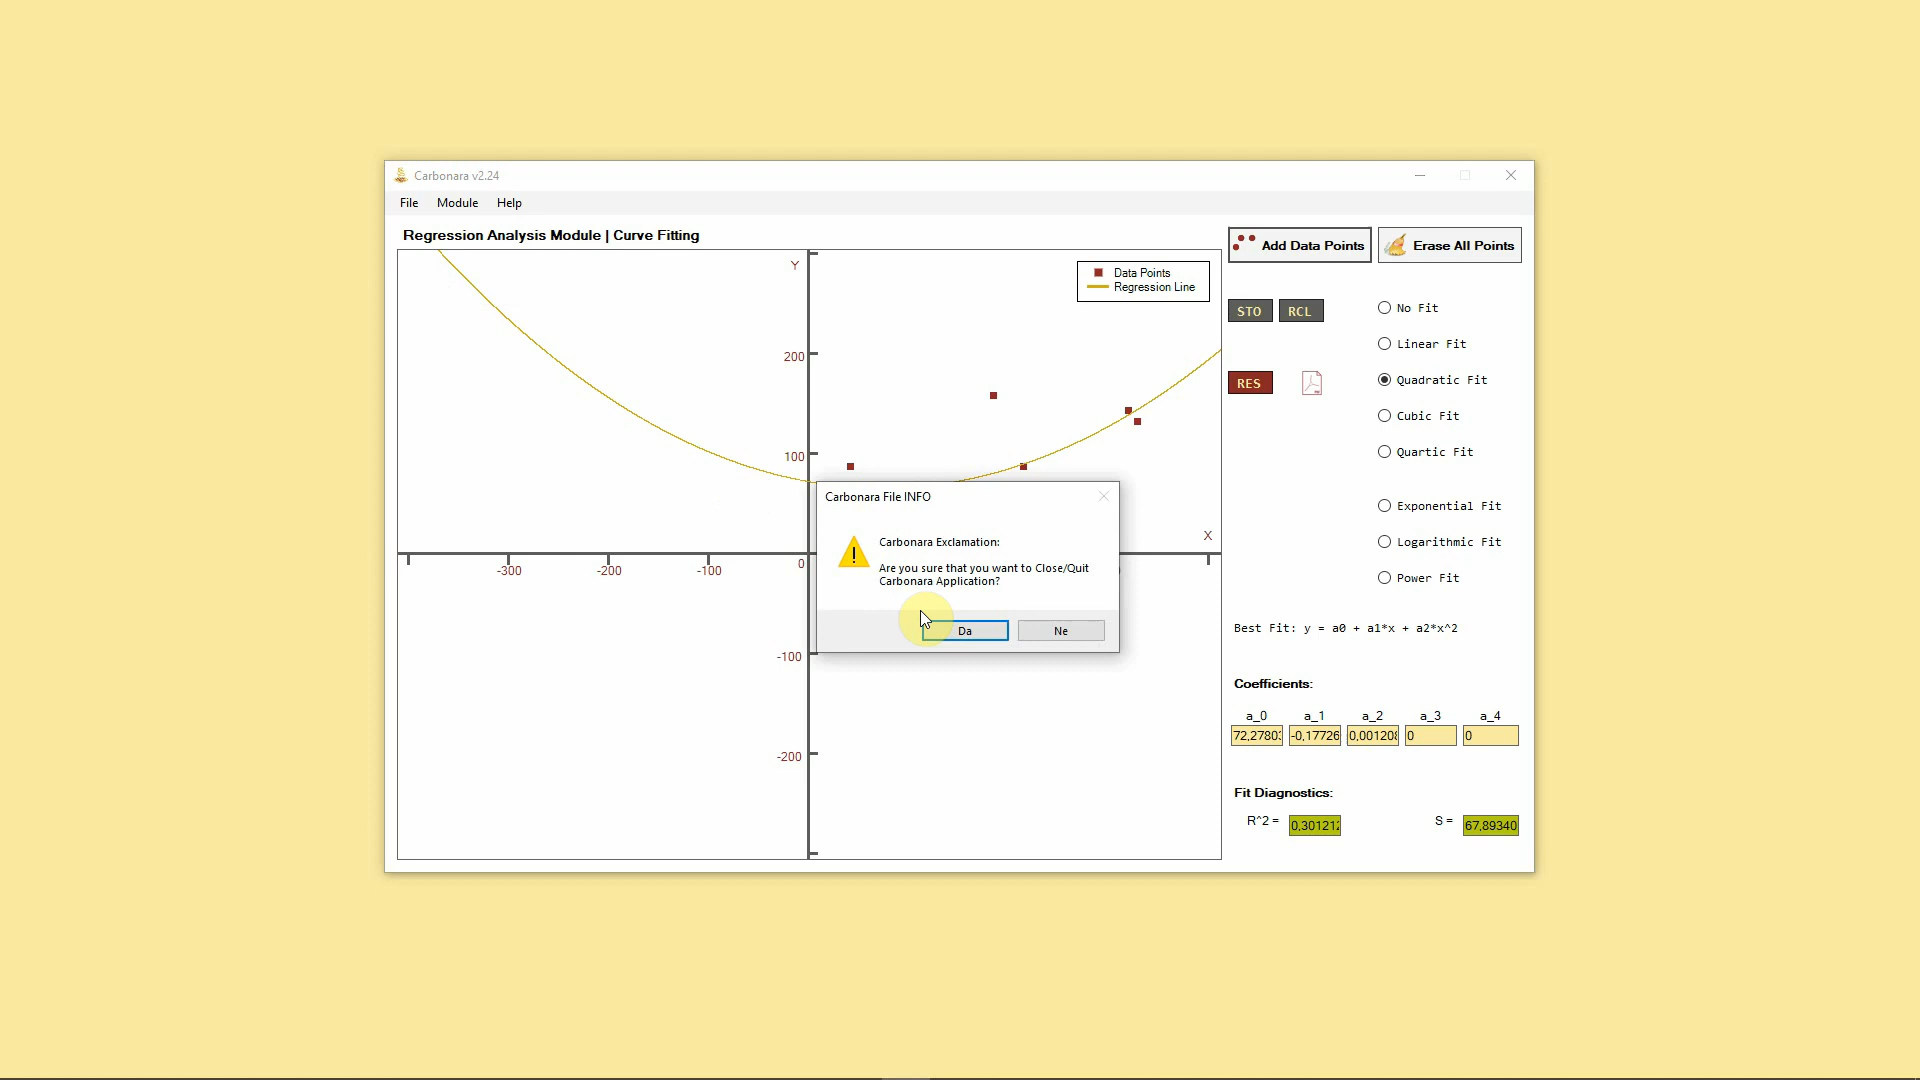 Carbonara v2.24
File Module Help
Regression Analysis Module | Curve Fitting
Add Data Points
Erase All Points
Y
Data Points
Regression Line
STO RCL
No Fit
Linear Fit
200
RES
Quadratic Fit
Cubic Fit
100
Quartic Fit
Carbonara File INFO
Exponential Fit
X
Carbonara Exclamation:
Logarithmic Fit
-300 -200 -100 0
Are you sure that you want to Close/Quit
Carbonara Application?
Power Fit
Da Ne
Best Fit: y = a0 + a1*x + a2*x^2
-100
Coefficients:
a_0 a_1 a_2 a_3 a_4
72,2780 -0,17726 0,00120 0 0
-200
Fit Diagnostics:
R^2 = 0,30121 S = 67,89340